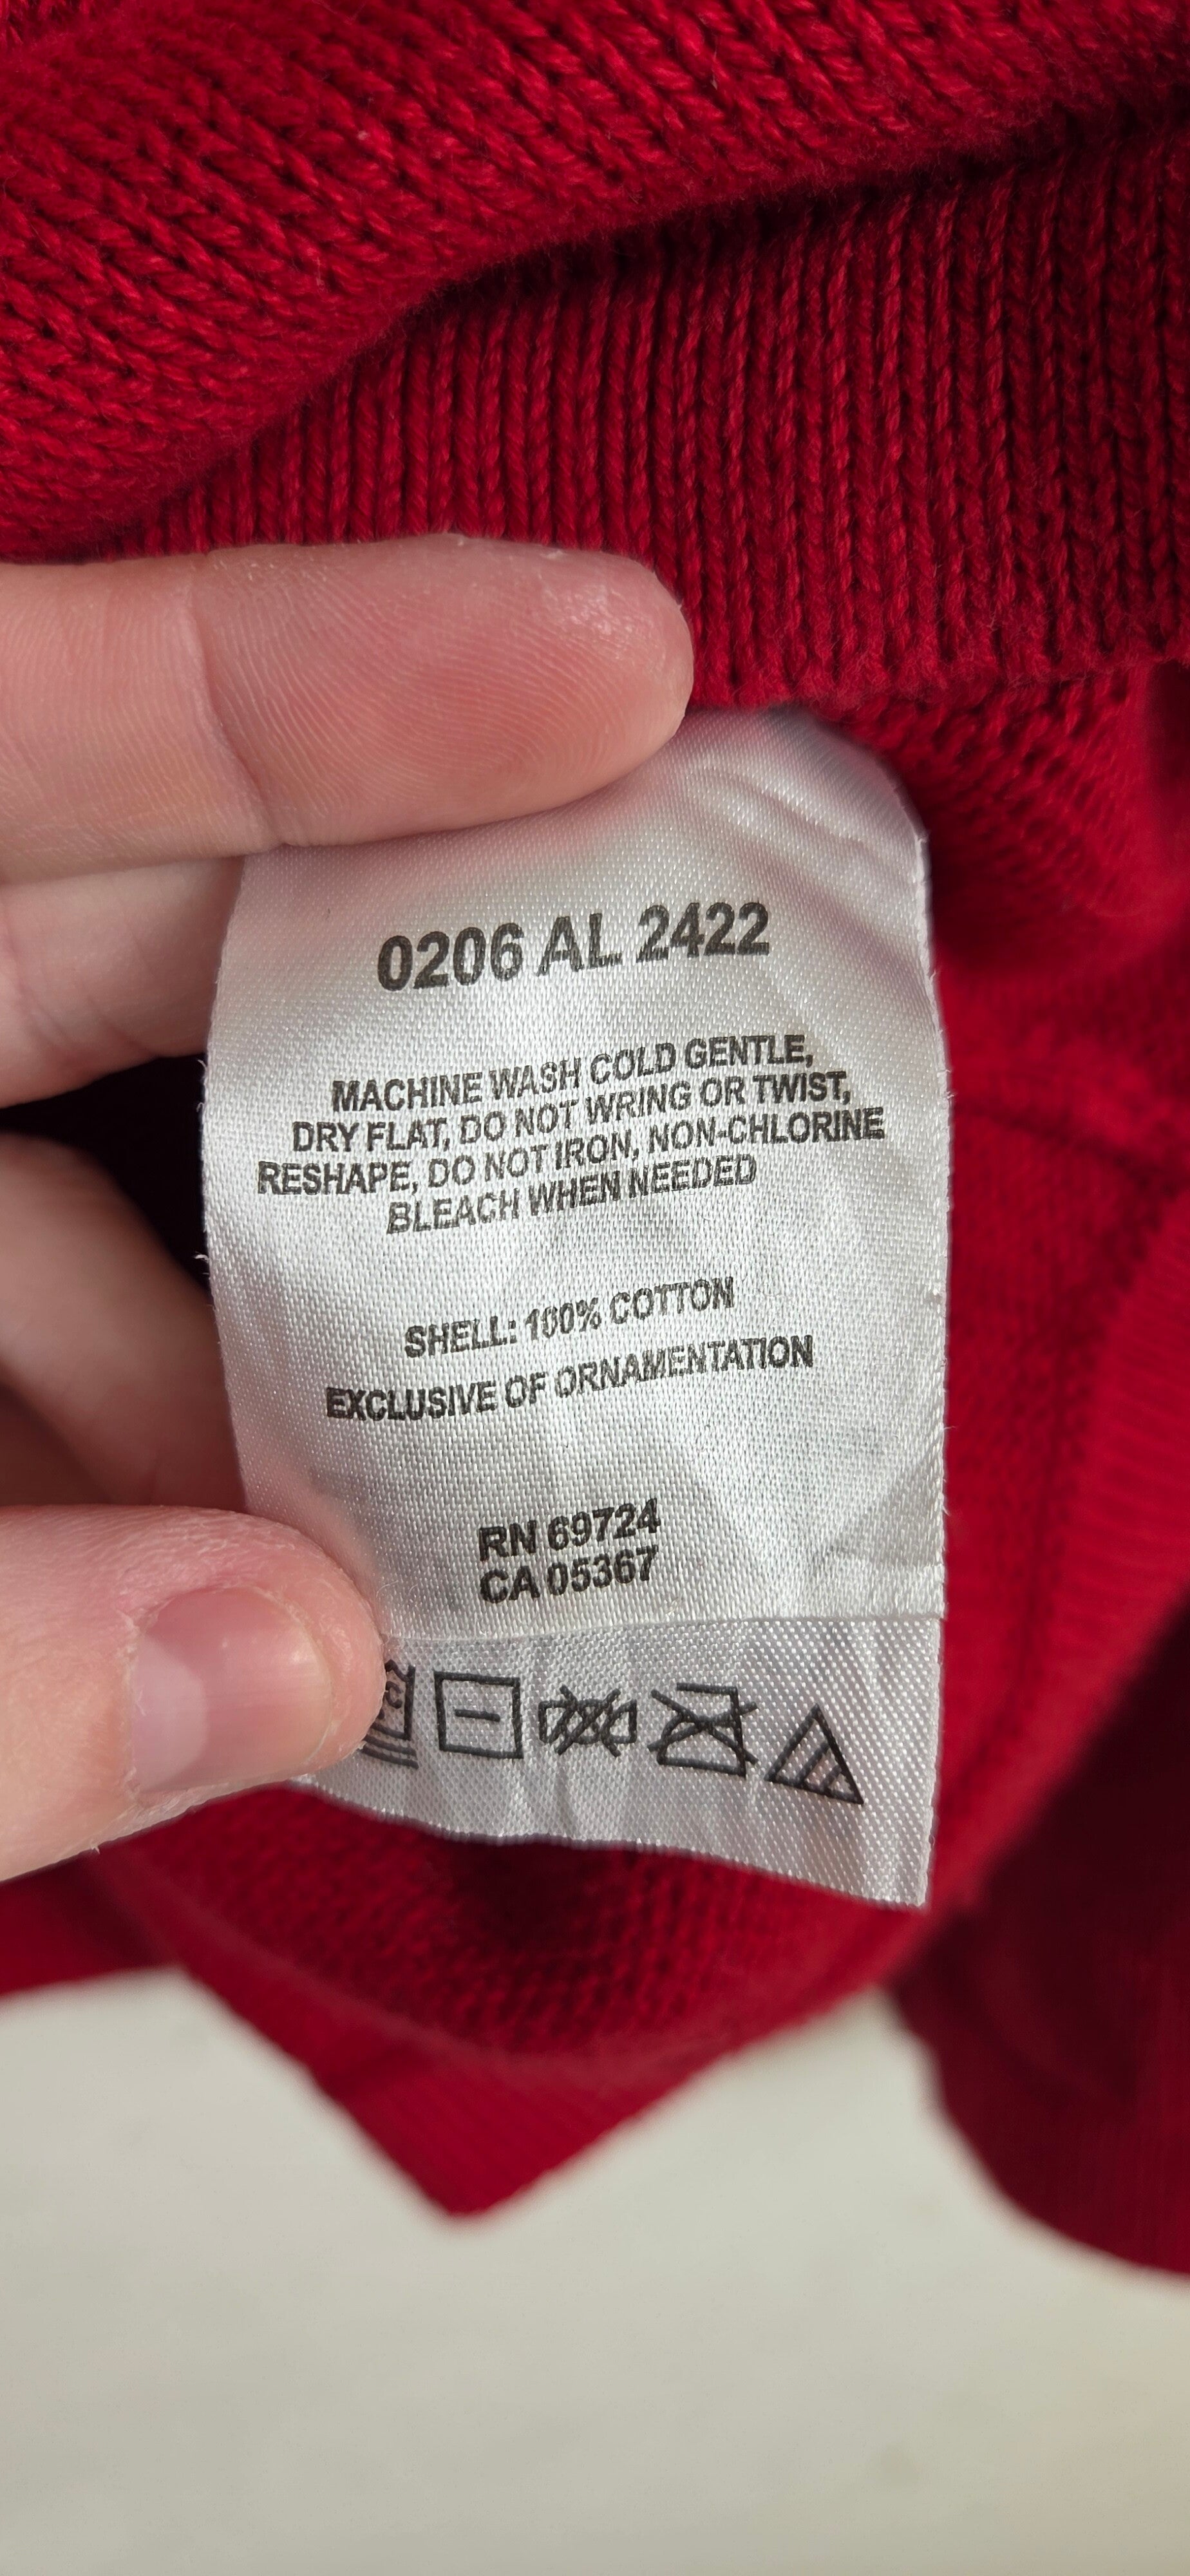 0206 AL 2422
MACHINE WASH COLD GENTLE,
DRY FLAT, DO NOT WRING OR TWIST,
RESHAPE, DO NOT IRON, NON-CHLORINE
BLEACH WHEN NEEDED
SHELL: 100% COTTON
EXCLUSIVE OF ORNAMENTATION
RN 69724
CA 05367